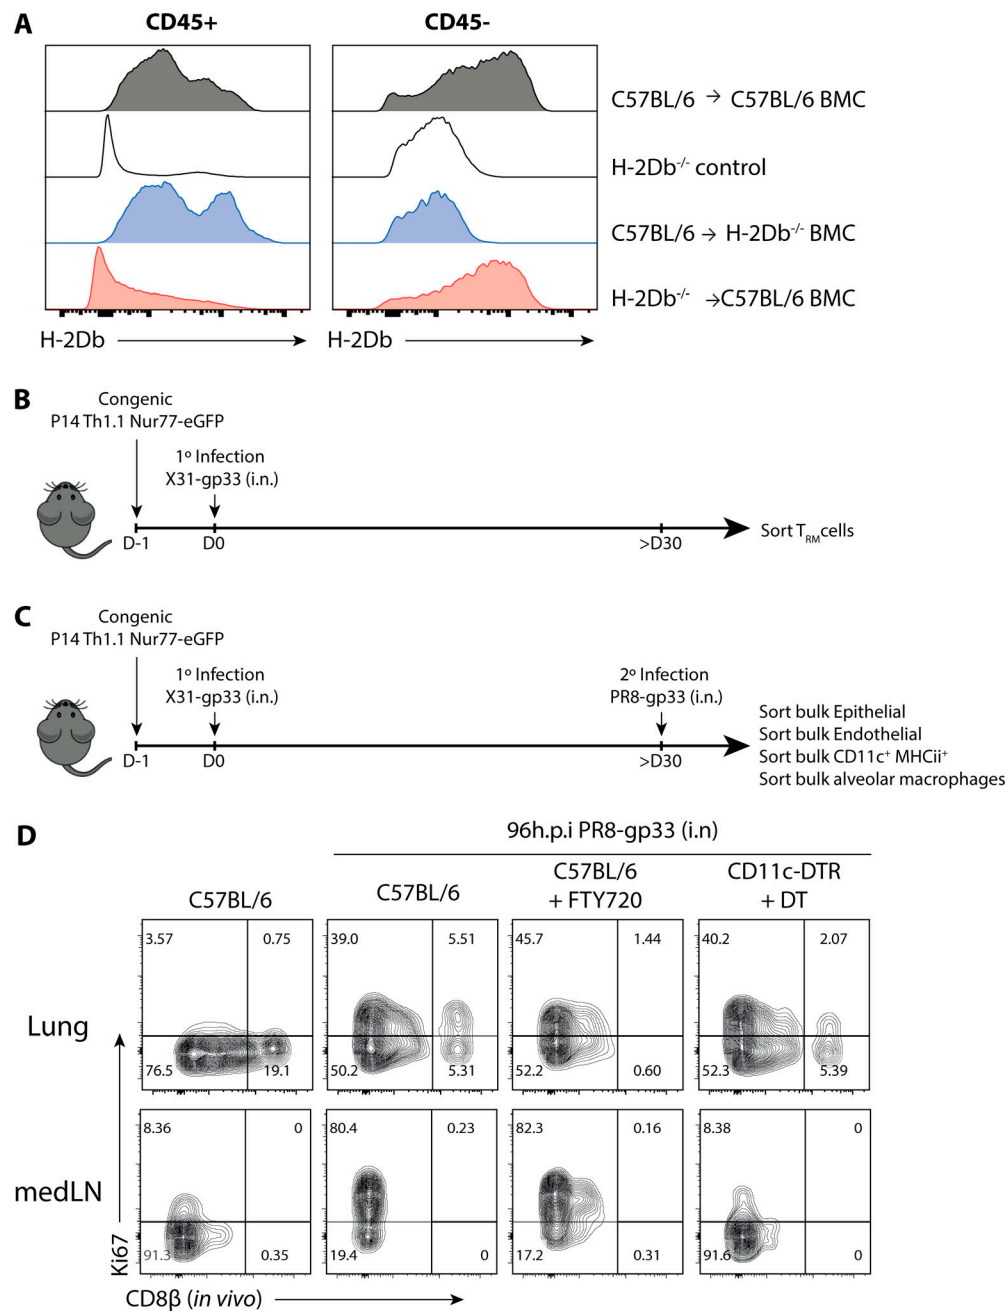 A
CD45+
CD45-
C57BL/6 → C57BL/6 BMC
H-2Db-/- control
C57BL/6 → H-2Db-/- BMC
H-2Db-/- →C57BL/6 BMC
H-2Db
H-2Db
B
Congenic
P14 Th1.1 Nur77-eGFP
1º Infection
X31-gp33 (i.n.)
D-1
D0
>D30
Sort TRM cells
C
Congenic
P14 Th1.1 Nur77-eGFP
1º Infection
X31-gp33 (i.n.)
2º Infection
PR8-gp33 (i.n.)
D-1
D0
>D30
Sort bulk Epithelial
Sort bulk Endothelial
Sort bulk CD11c+ MHCii+
Sort bulk alveolar macrophages
D
96h.p.i PR8-gp33 (i.n)
C57BL/6
C57BL/6
C57BL/6
+ FTY720
CD11c-DTR
+ DT
Lung
3.57 0.75
76.5 19.1
39.0 5.51
50.2 5.31
45.7 1.44
52.2 0.60
40.2 2.07
52.3 5.39
medLN
8.36 0
91.3 0.35
80.4 0.23
19.4 0
82.3 0.16
17.2 0.31
8.38 0
91.6 0
Ki67
CD8β (in vivo)